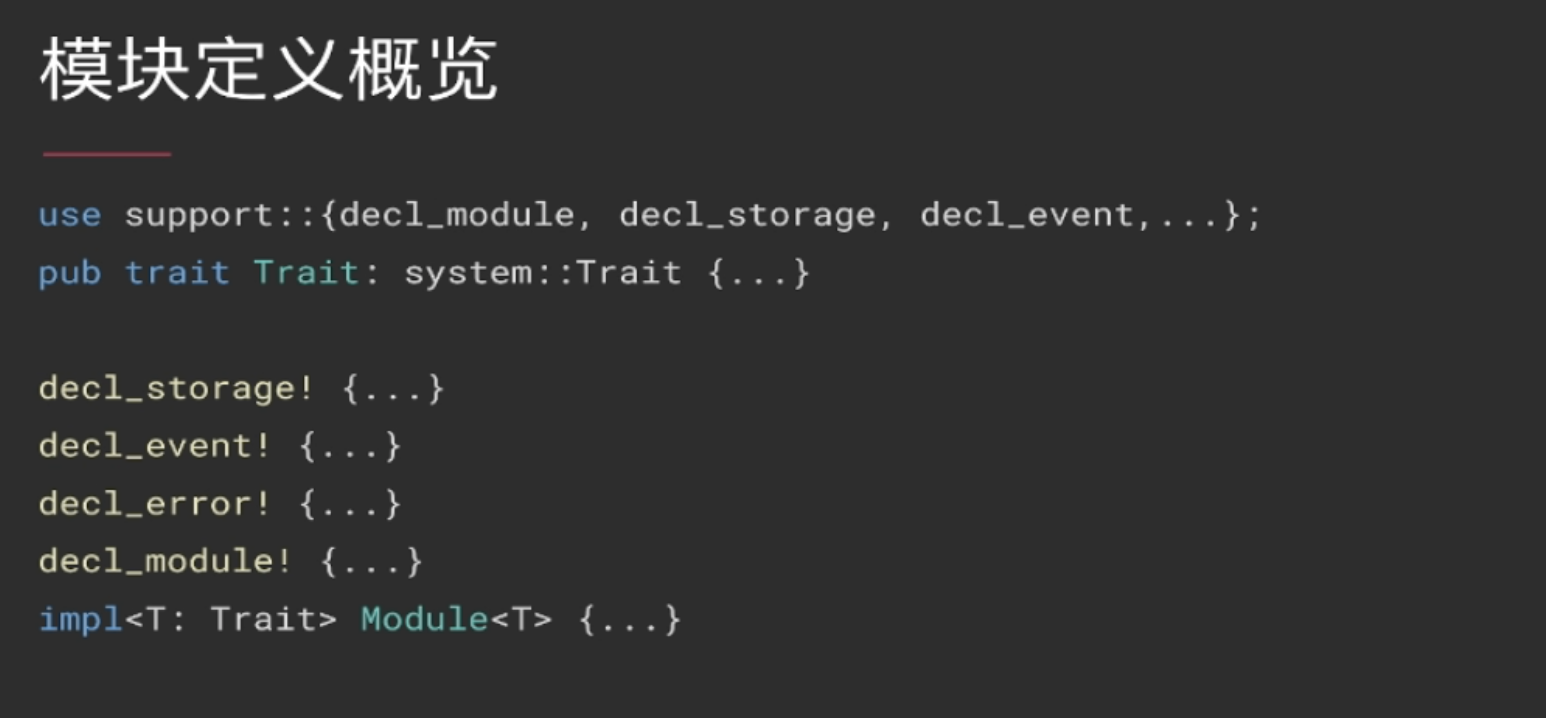 模块定义概览
use support::{decl_module, decl_storage, decl_event,...};
pub trait Trait: system::Trait {...}
decl_storage! {...}
decl_event! {...}
decl_error! {...}
decl_module! {...}
impl<T: Trait> Module<T> {...}